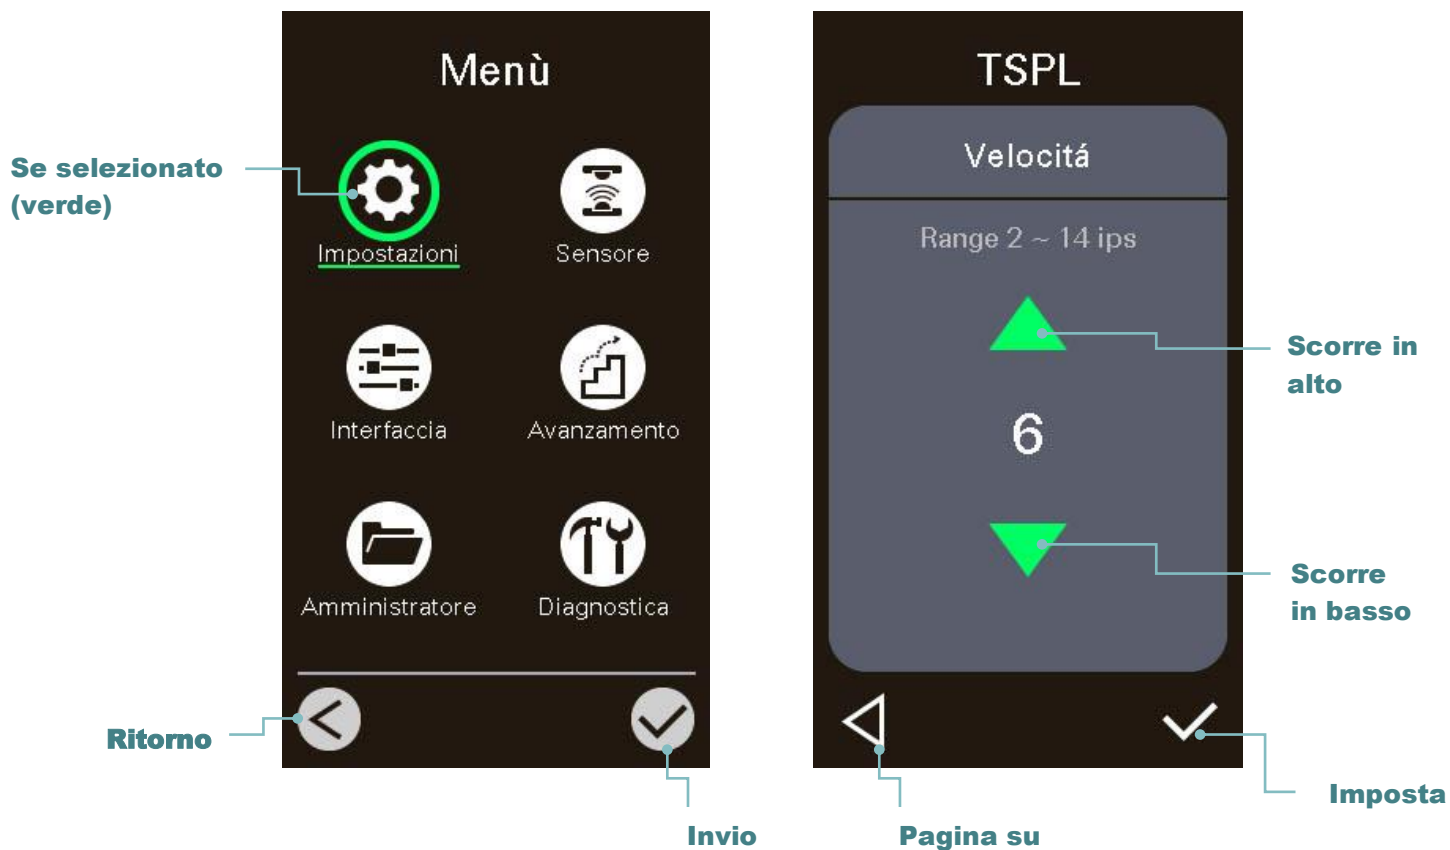 Menù
Se selezionato
(verde)
Impostazioni
Sensore
Interfaccia
Avanzamento
Amministratore
Diagnostica
Ritorno
Invio
TSPL
Velocitá
Range 2 ~ 14 ips
Scorre in
alto
6
Scorre
in basso
Imposta
Pagina su